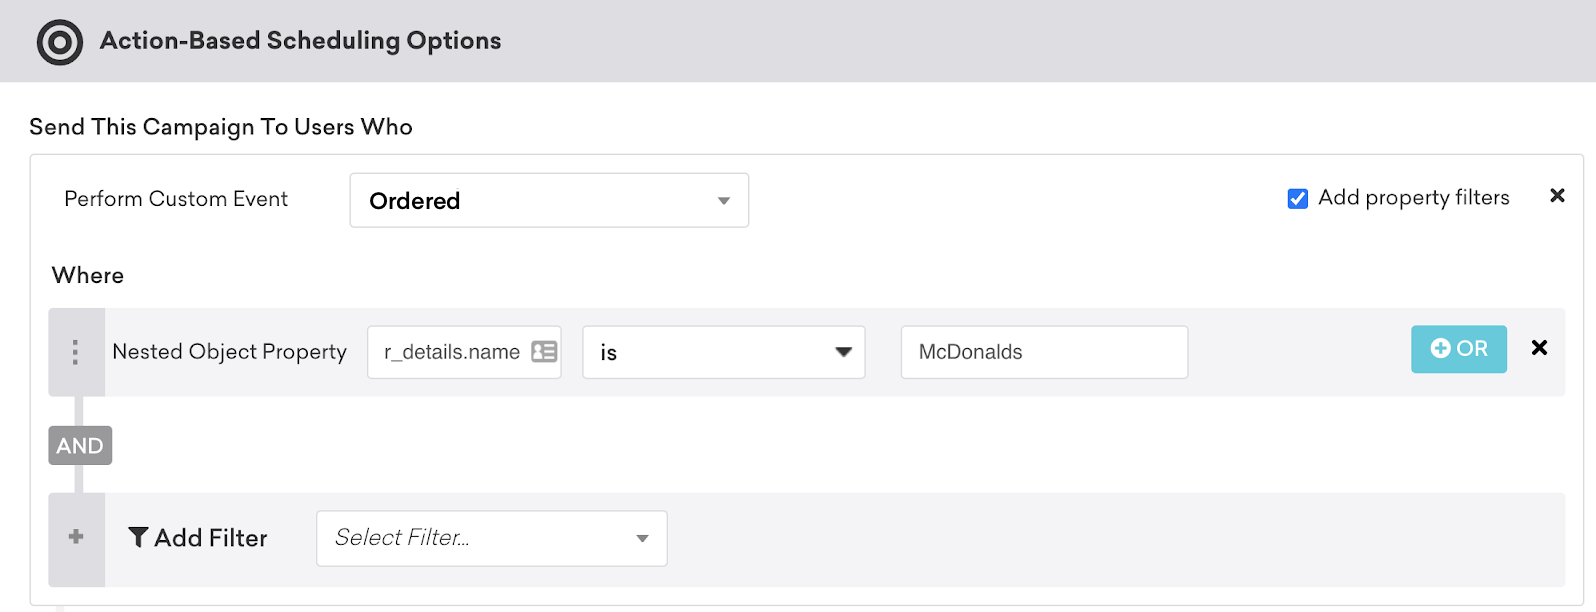 Action-Based Scheduling Options
Send This Campaign To Users Who
Perform Custom Event Ordered Add property filters
Where
Nested Object Property r_details.name is McDonalds OR
AND
Add Filter Select Filter...